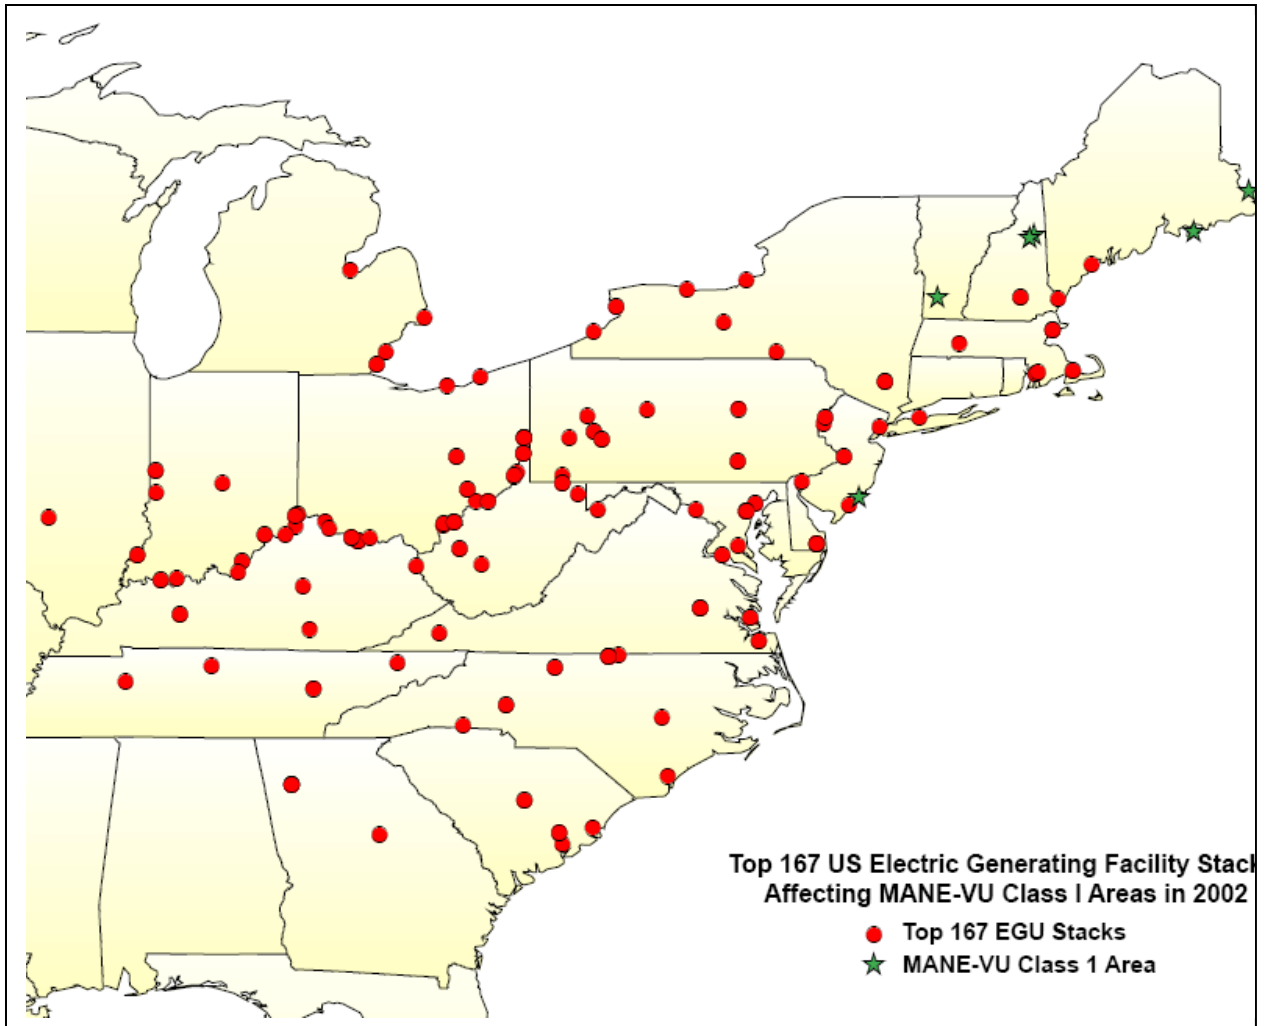 Top 167 US Electric Generating Facility Stack
Affecting MANE-VU Class I Areas in 2002
Top 167 EGU Stacks
MANE-VU Class 1 Area